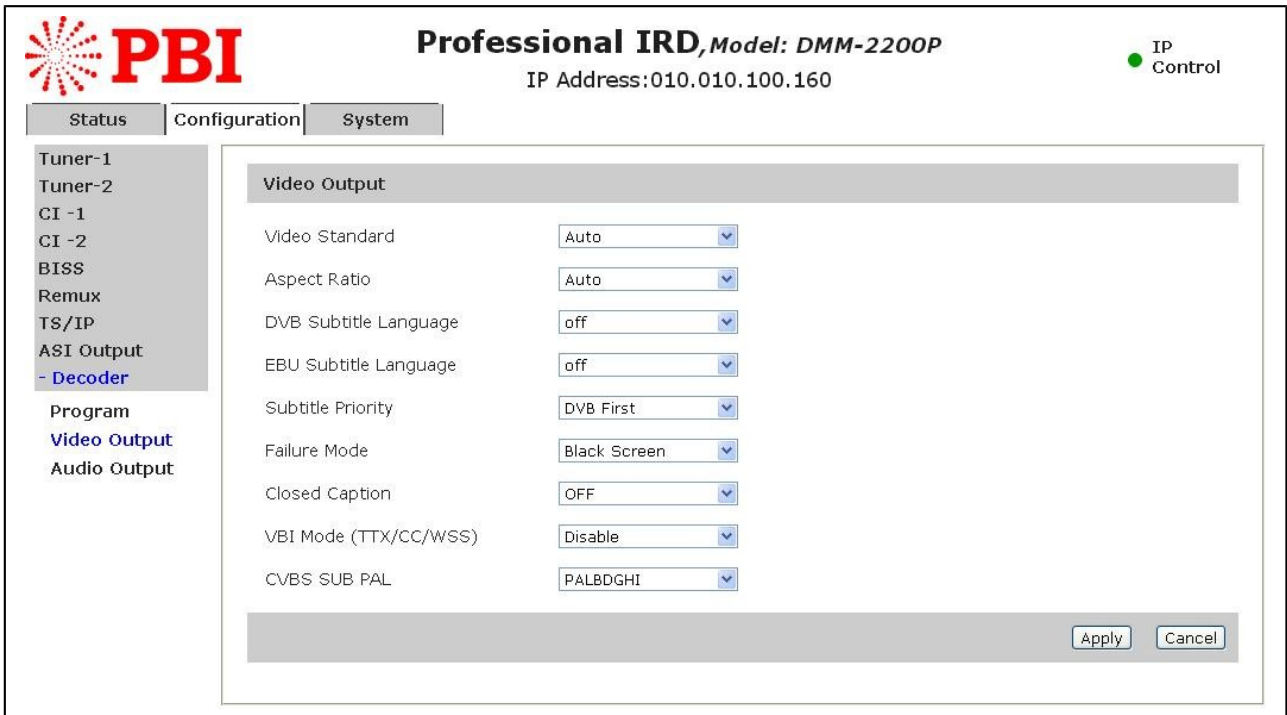 PBI
Professional IRD, Model: DMM-2200P
IP Address:010.010.100.160
IP
Control
Status
Configuration
System
Tuner-1
Tuner-2
CI -1
CI -2
BISS
Remux
TS/IP
ASI Output
- Decoder
Program
Video Output
Audio Output
Video Output
Video Standard Auto
Aspect Ratio Auto
DVB Subtitle Language off
EBU Subtitle Language off
Subtitle Priority DVB First
Failure Mode Black Screen
Closed Caption OFF
VBI Mode (TTX/CC/WSS) Disable
CVBS SUB PAL PALBDGHI
Apply Cancel